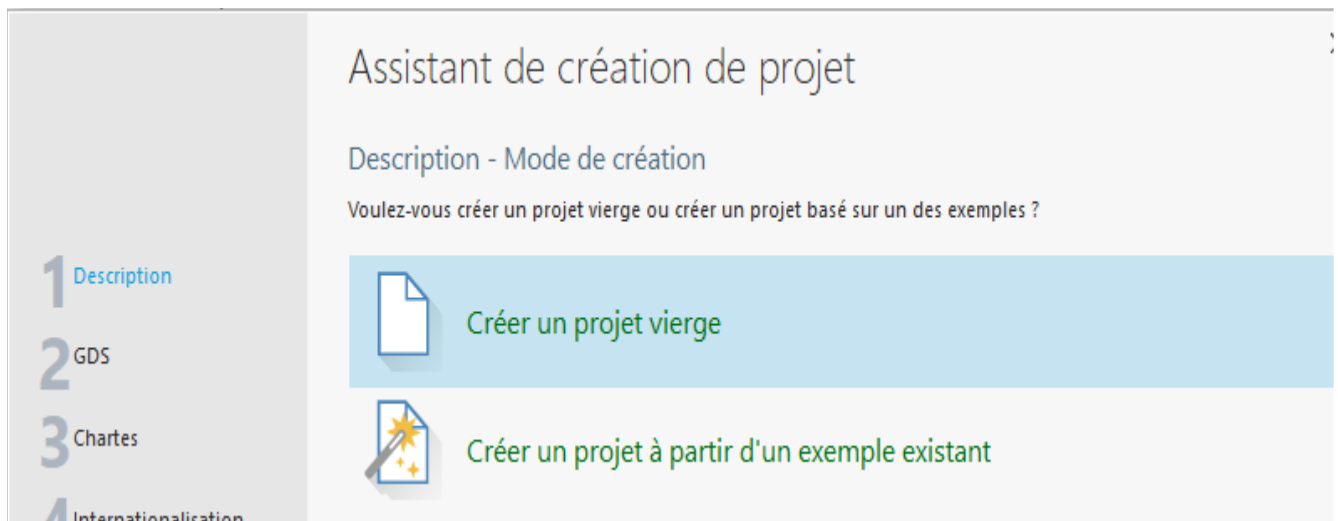 Assistant de création de projet
Description - Mode de création
Voulez-vous créer un projet vierge ou créer un projet basé sur un des exemples ?
1 Description
Créer un projet vierge
2 GDS
3 Chartes
Créer un projet à partir d'un exemple existant
4 Internationalisation